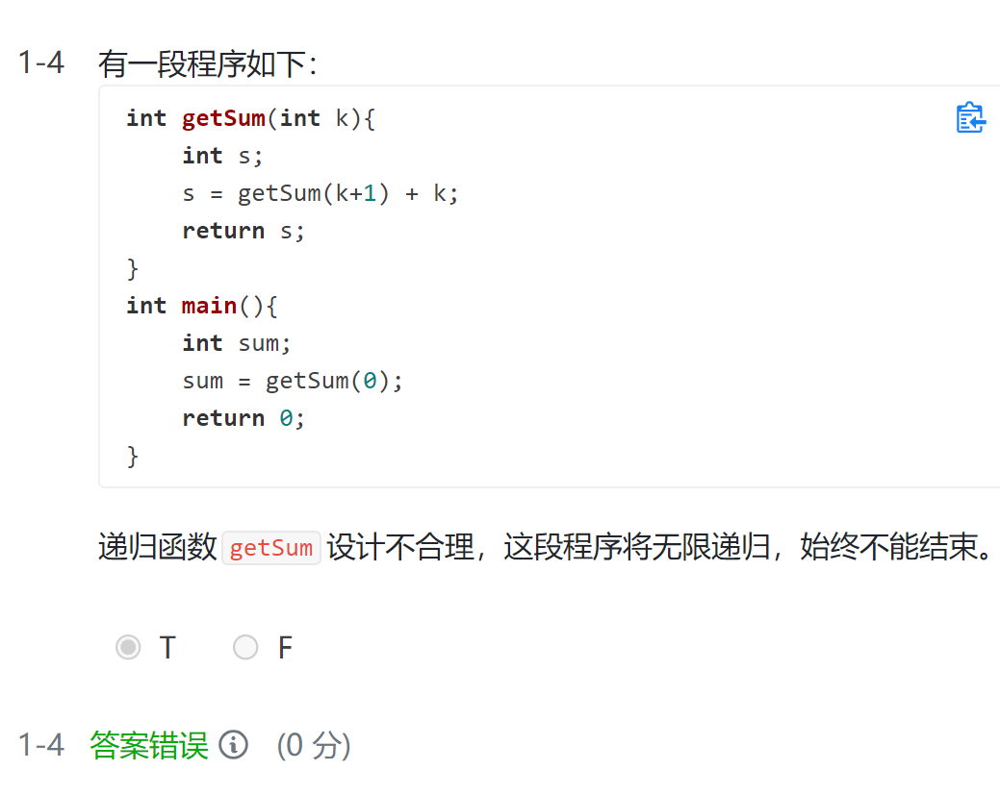 1-4 有一段程序如下：
int getSum(int k){
    int s;
    s = getSum(k+1) + k;
    return s;
}
int main(){
    int sum;
    sum = getSum(0);
    return 0;
}
递归函数 getSum 设计不合理，这段程序将无限递归，始终不能结束。
T F
1-4 答案错误 (0 分)